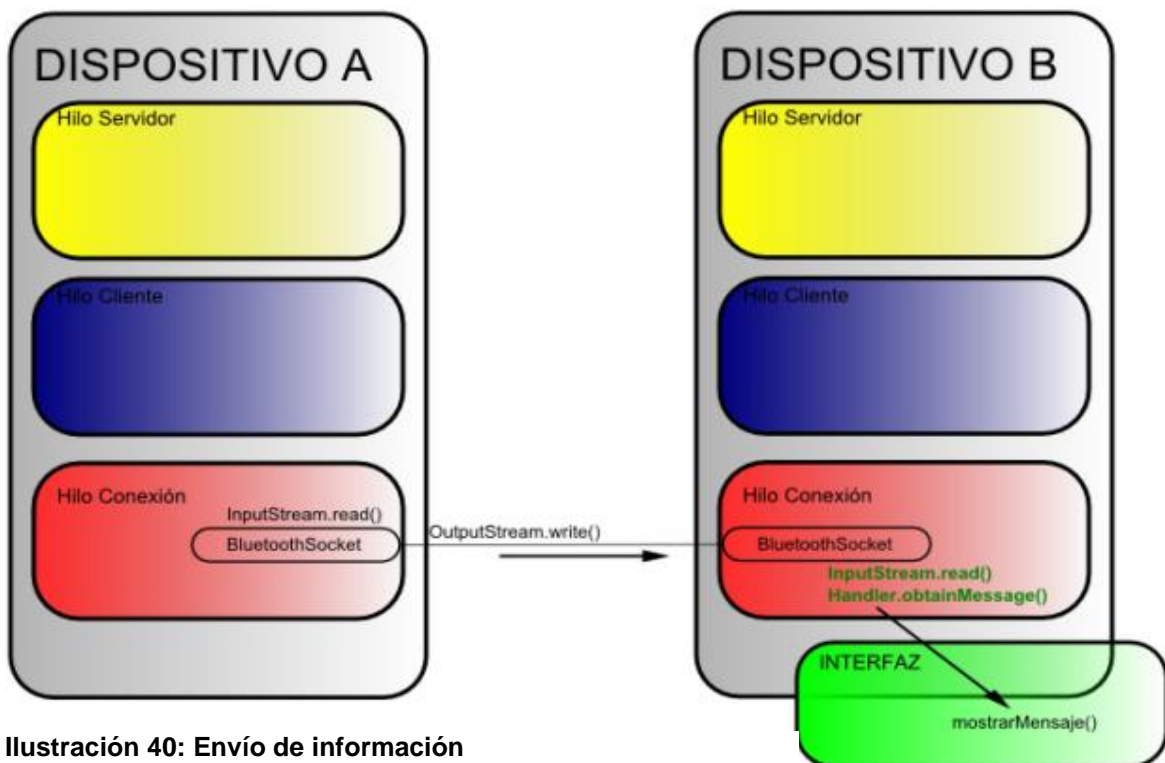 DISPOSITIVO A
Hilo Servidor
Hilo Cliente
Hilo Conexión
InputStream.read()
BluetoothSocket
OutputStream.write()
DISPOSITIVO B
Hilo Servidor
Hilo Cliente
Hilo Conexión
BluetoothSocket
InputStream.read()
Handler.obtainMessage()
INTERFAZ
mostrarMensaje()
Ilustración 40: Envío de información